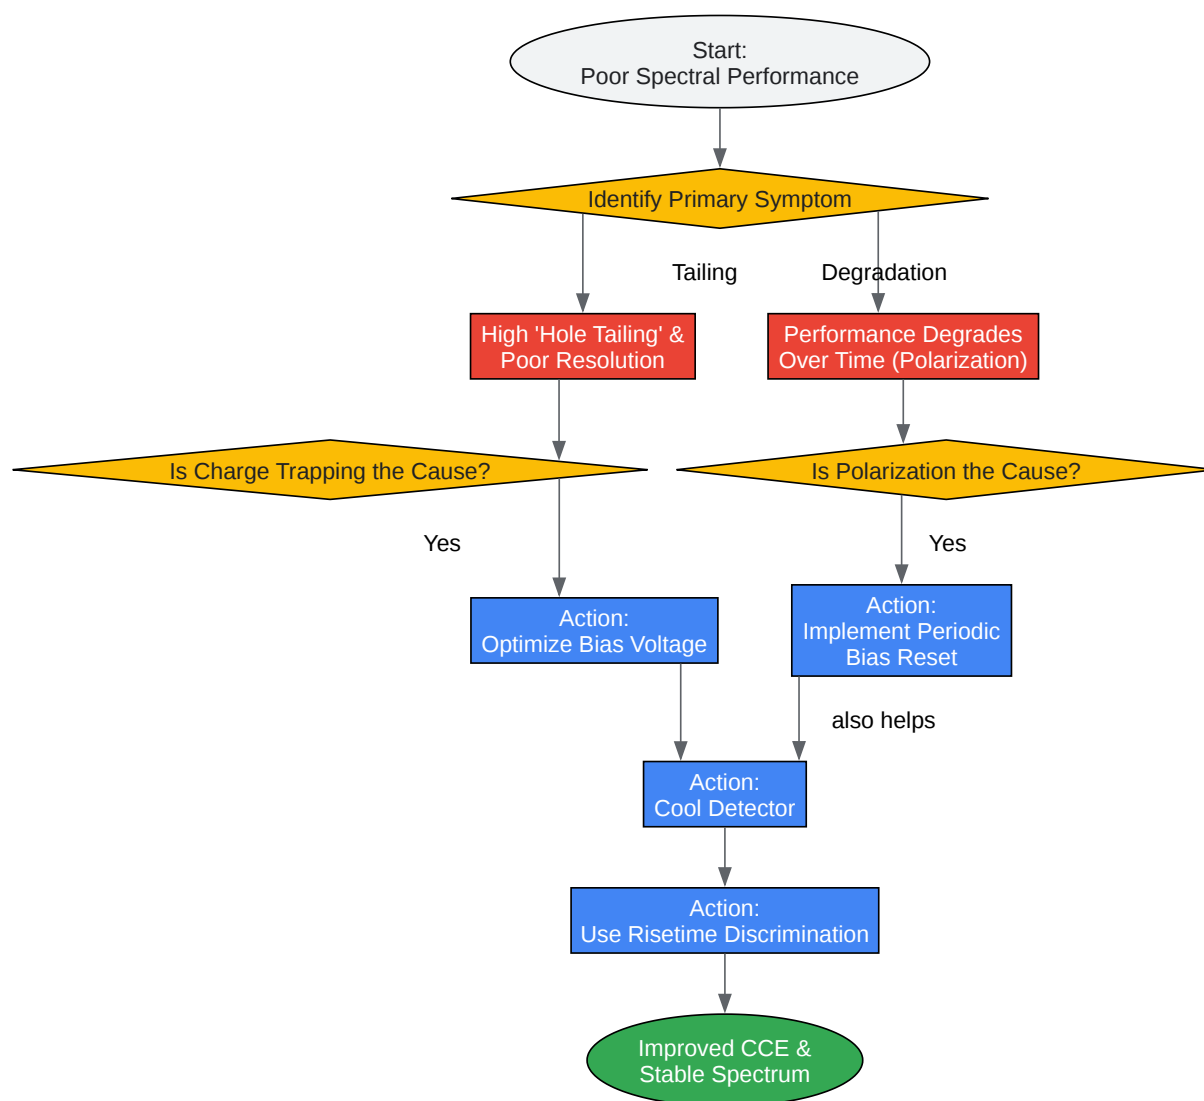 Start:
Poor Spectral Performance
Identify Primary Symptom
Tailing
Degradation
High 'Hole Tailing' &
Poor Resolution
Performance Degrades
Over Time (Polarization)
Is Charge Trapping the Cause?
Is Polarization the Cause?
Yes
Yes
Action:
Optimize Bias Voltage
Action:
Implement Periodic
Bias Reset
also helps
Action:
Cool Detector
Action:
Use Risetime Discrimination
Improved CCE &
Stable Spectrum